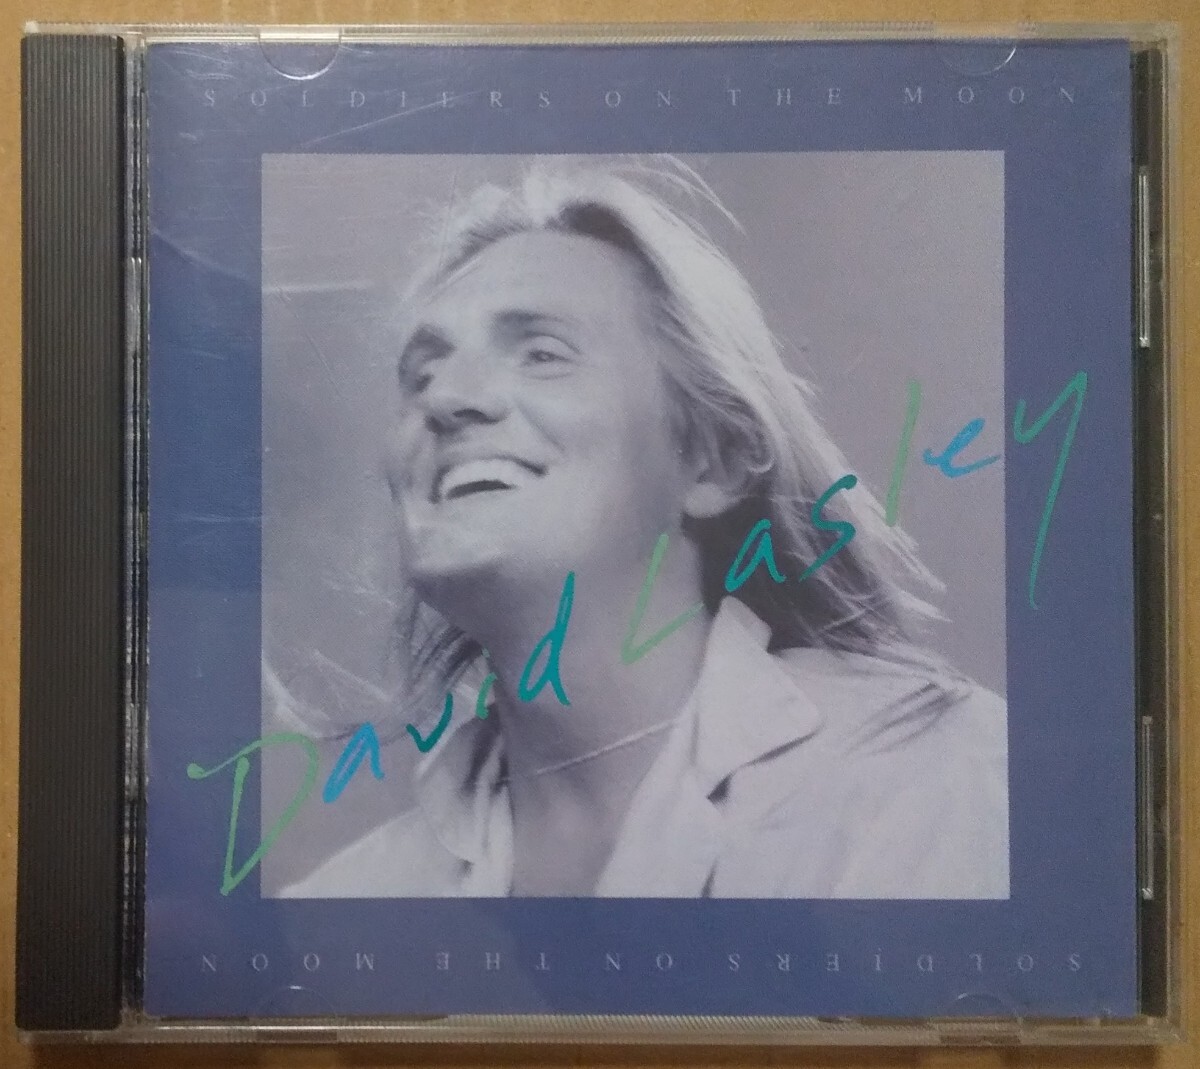 SOLDIERS ON THE MOON
David Lasley
SOLDIERS ON THE MOON